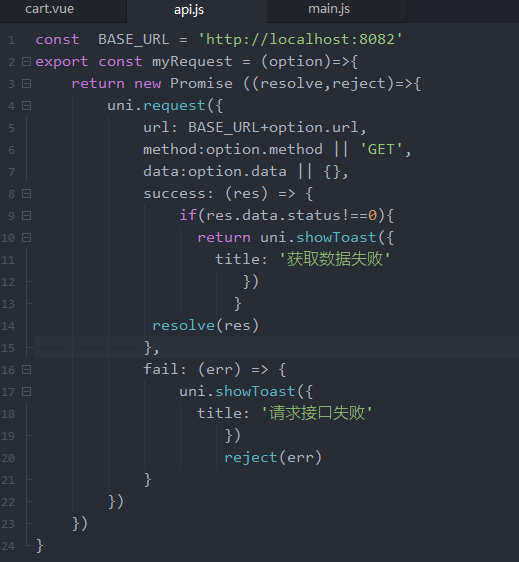 cart.vue api.js main.js
1 const  BASE_URL = 'http://localhost:8082'
2 export const myRequest = (option)=>{
3     return new Promise ((resolve,reject)=>{
4         uni.request({
5             url: BASE_URL+option.url,
6             method:option.method || 'GET',
7             data:option.data || {},
8             success: (res) => {
9                 if(res.data.status!==0){
10                   return uni.showToast({
11                     title: '获取数据失败'
12                        })
13                       }
14              resolve(res)
15             },
16             fail: (err) => {
17                 uni.showToast({
18                   title: '请求接口失败'
19                      })
20                      reject(err)
21             }
22         })
23     })
24 }